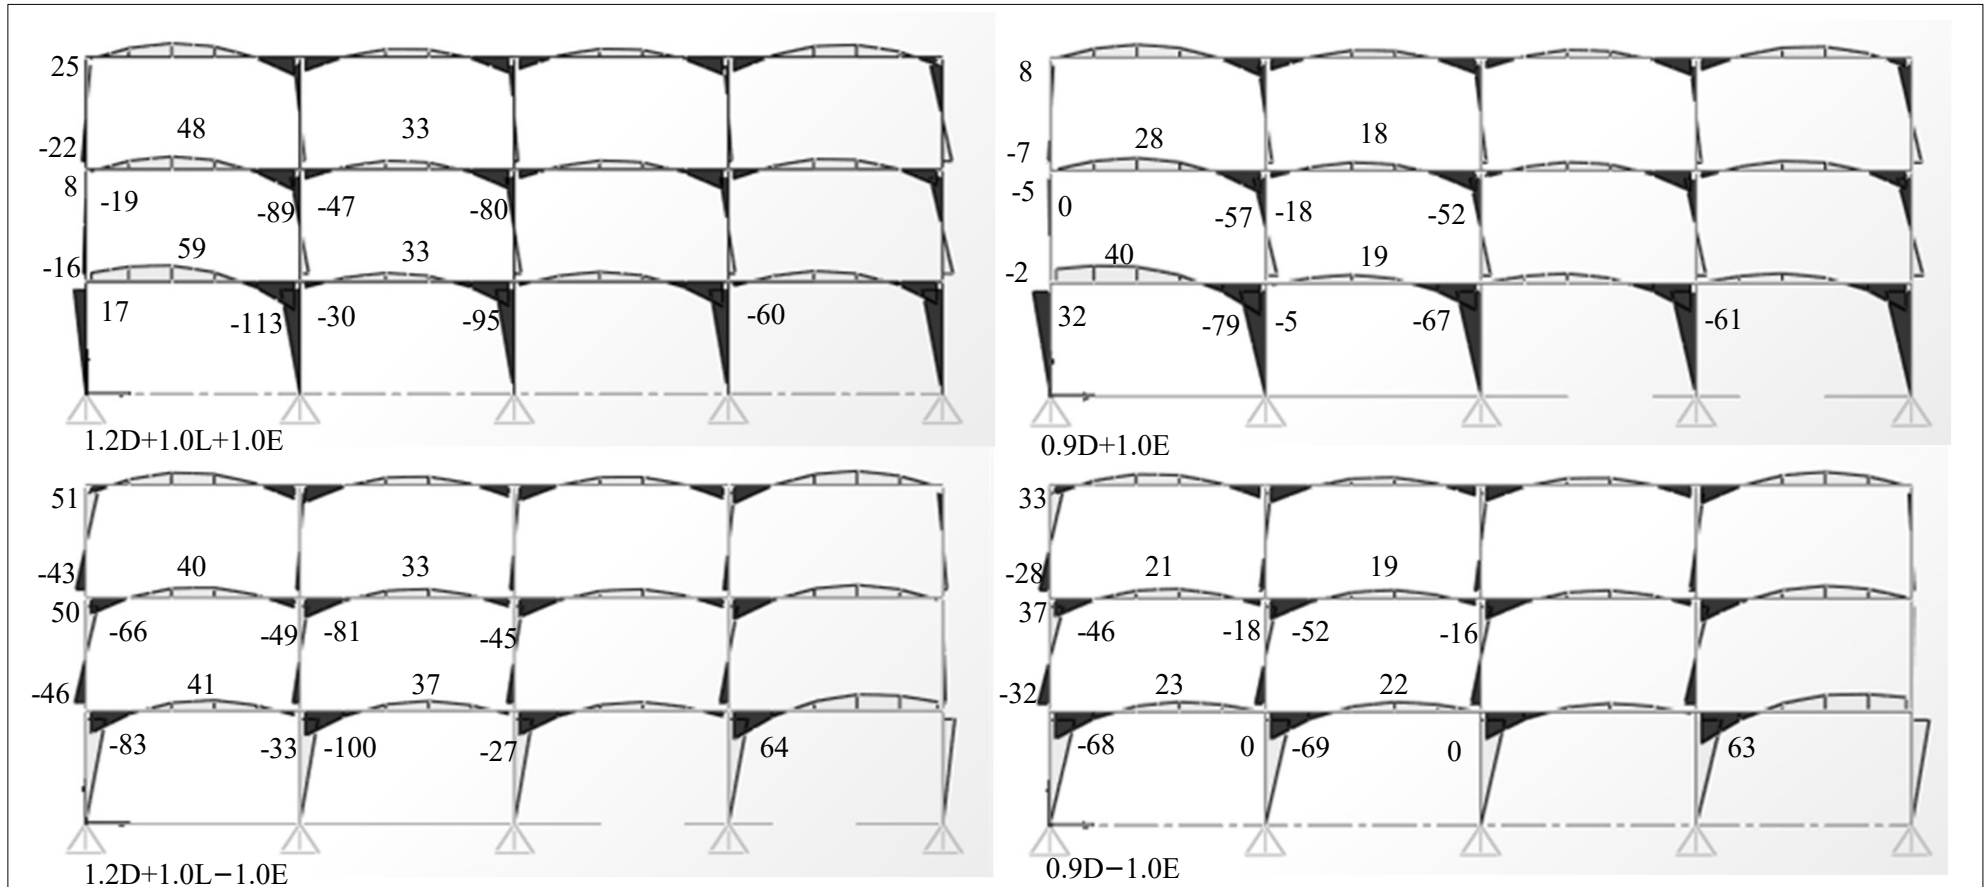 25
48 33
-22
8
-19 -89 -47 -80
59 33
-16
17 -113 -30 -95 -60
1.2D+1.0L+1.0E
8
28 18
-7
-5
0 -57 -18 -52
40 19
-2
32 -79 -5 -67 -61
0.9D+1.0E
51
40 33
-43
50
-66 -49 -81 -45
41 37
-46
-83 -33 -100 -27 64
1.2D+1.0L−1.0E
33
21 19
-28
37
-46 -18 -52 -16
23 22
-32
-68 0 -69 0 63
0.9D−1.0E